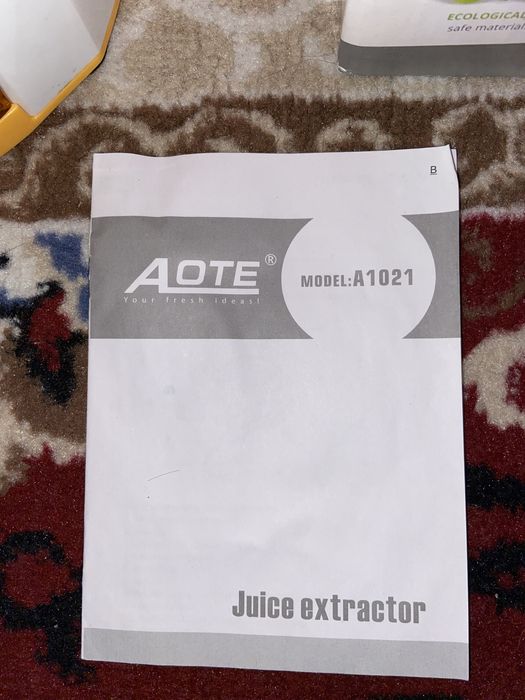 ECOLOGICAL
safe material
B
AOTE®
Your fresh ideas!
MODEL:A1021
Juice extractor